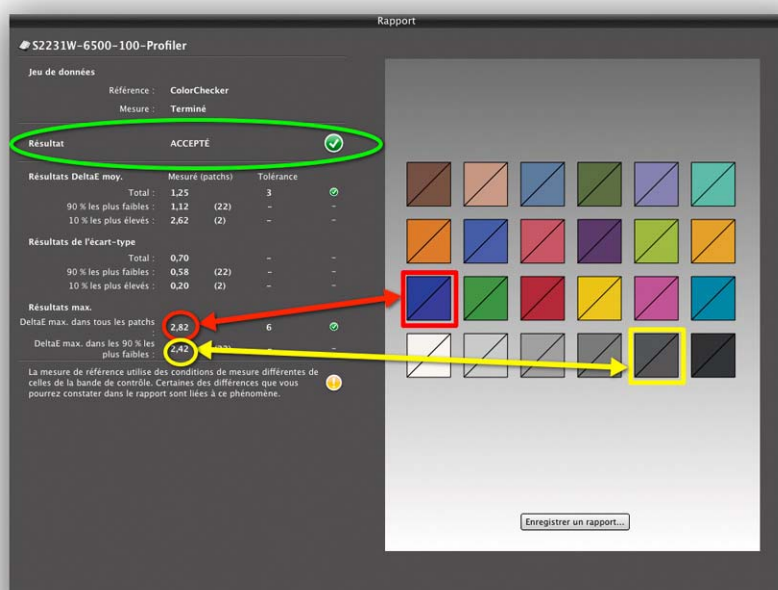 Rapport
S2231W-6500-100-Profiler
Jeu de données
Référence : ColorChecker
Mesure : Terminé
Résultat ACCEPTÉ
Résultats DeltaE moy. Mesuré (patchs) Tolérance
Total : 1,25 3
90 % les plus faibles : 1,12 (22) – –
10 % les plus élevés : 2,62 (2) – –
Résultats de l'écart-type
Total : 0,70 – –
90 % les plus faibles : 0,58 (22) – –
10 % les plus élevés : 0,20 (2) – –
Résultats max.
DeltaE max. dans tous les patchs : 2,82 6
DeltaE max. dans les 90 % les
plus faibles : 2,42 – –
La mesure de référence utilise des conditions de mesure différentes de
celles de la bande de contrôle. Certaines des différences que vous
pourrez constater dans le rapport sont liées à ce phénomène.
Enregistrer un rapport...